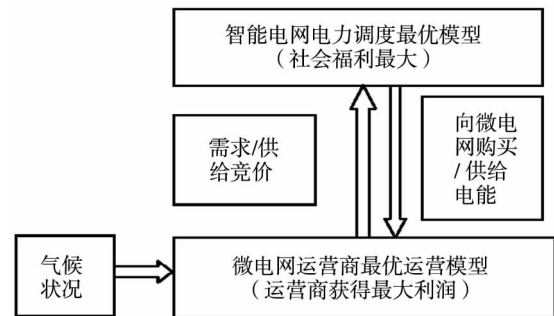 智能电网电力调度最优模型
（社会福利最大）
需求/供
给竞价
向微电
网购买
/ 供给
电能
气候
状况
微电网运营商最优运营模型
（运营商获得最大利润）